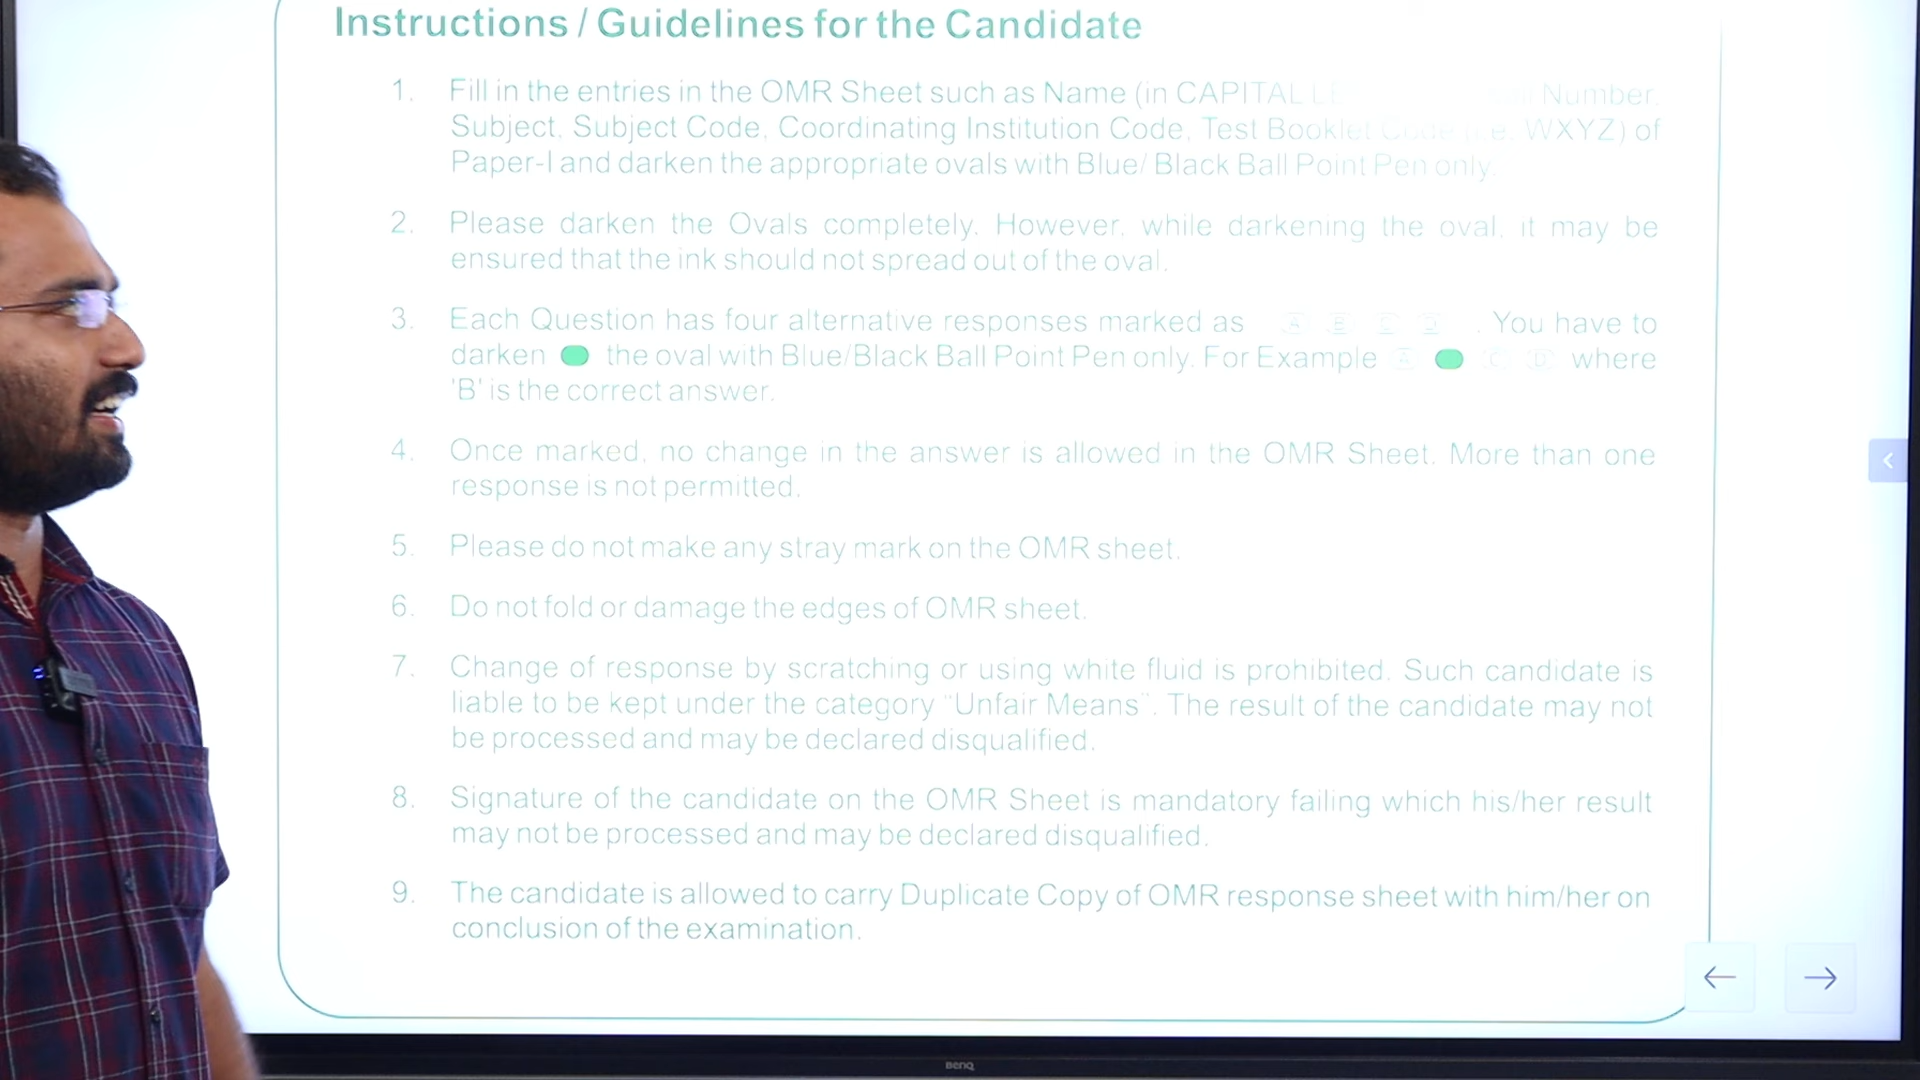 Instructions / Guidelines for the Candidate
1. Fill in the entries in the OMR Sheet such as Name (in CAPITAL Number,
Subject, Subject Code, Coordinating Institution Code, Test Booklet Code (i.e. WXYZ) of
Paper-I and darken the appropriate ovals with Blue/ Black Ball Point Pen only.
2. Please darken the Ovals completely. However, while darkening the oval, it may be
ensured that the ink should not spread out of the oval.
3. Each Question has four alternative responses marked as A B C D . You have to
darken the oval with Blue/Black Ball Point Pen only. For Example A C D where
'B' is the correct answer.
4. Once marked, no change in the answer is allowed in the OMR Sheet. More than one
response is not permitted.
5. Please do not make any stray mark on the OMR sheet.
6. Do not fold or damage the edges of OMR sheet.
7. Change of response by scratching or using white fluid is prohibited. Such candidate is
liable to be kept under the category "Unfair Means". The result of the candidate may not
be processed and may be declared disqualified.
8. Signature of the candidate on the OMR Sheet is mandatory failing which his/her result
may not be processed and may be declared disqualified.
9. The candidate is allowed to carry Duplicate Copy of OMR response sheet with him/her on
conclusion of the examination.
BenQ